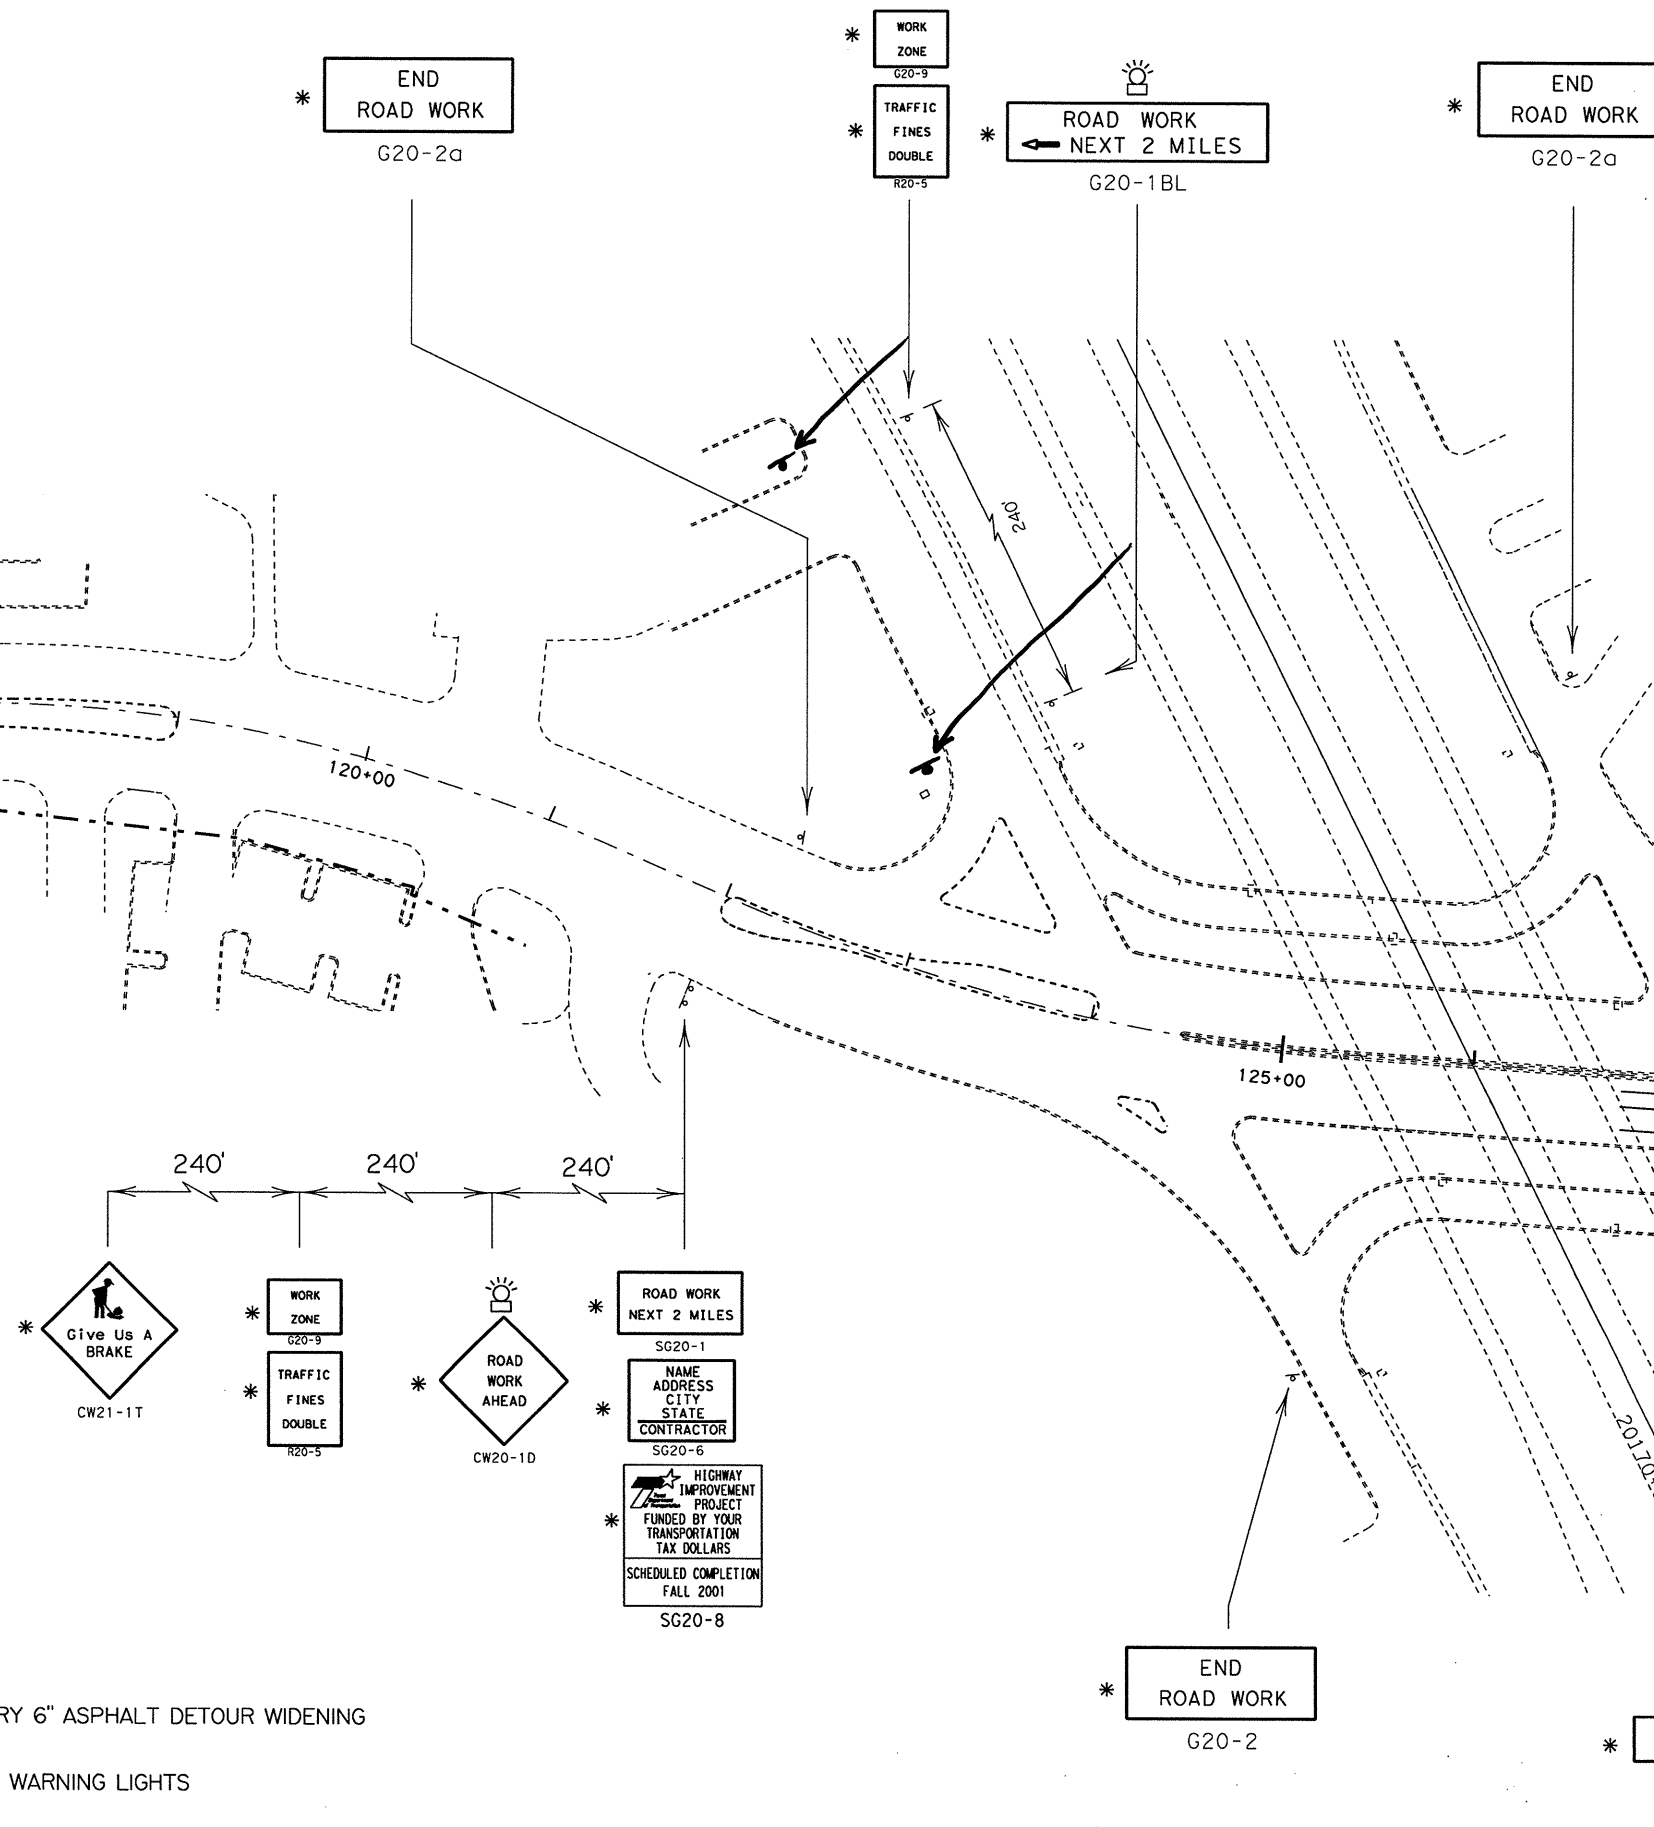 WORK
ZONE
G20-9
END
ROAD WORK
G20-2a
TRAFFIC
FINES
DOUBLE
R20-5
ROAD WORK
NEXT 2 MILES
G20-1BL
END
ROAD WORK
G20-2a
240'
120+00
125+00
240'
240'
240'
Give Us A
BRAKE
CW21-1T
WORK
ZONE
G20-9
TRAFFIC
FINES
DOUBLE
R20-5
ROAD
WORK
AHEAD
CW20-1D
ROAD WORK
NEXT 2 MILES
SG20-1
NAME
ADDRESS
CITY
STATE
CONTRACTOR
SG20-6
HIGHWAY
IMPROVEMENT
PROJECT
FUNDED BY YOUR
TRANSPORTATION
TAX DOLLARS
SCHEDULED COMPLETION
FALL 2001
SG20-8
END
ROAD WORK
G20-2
RY 6" ASPHALT DETOUR WIDENING
WARNING LIGHTS